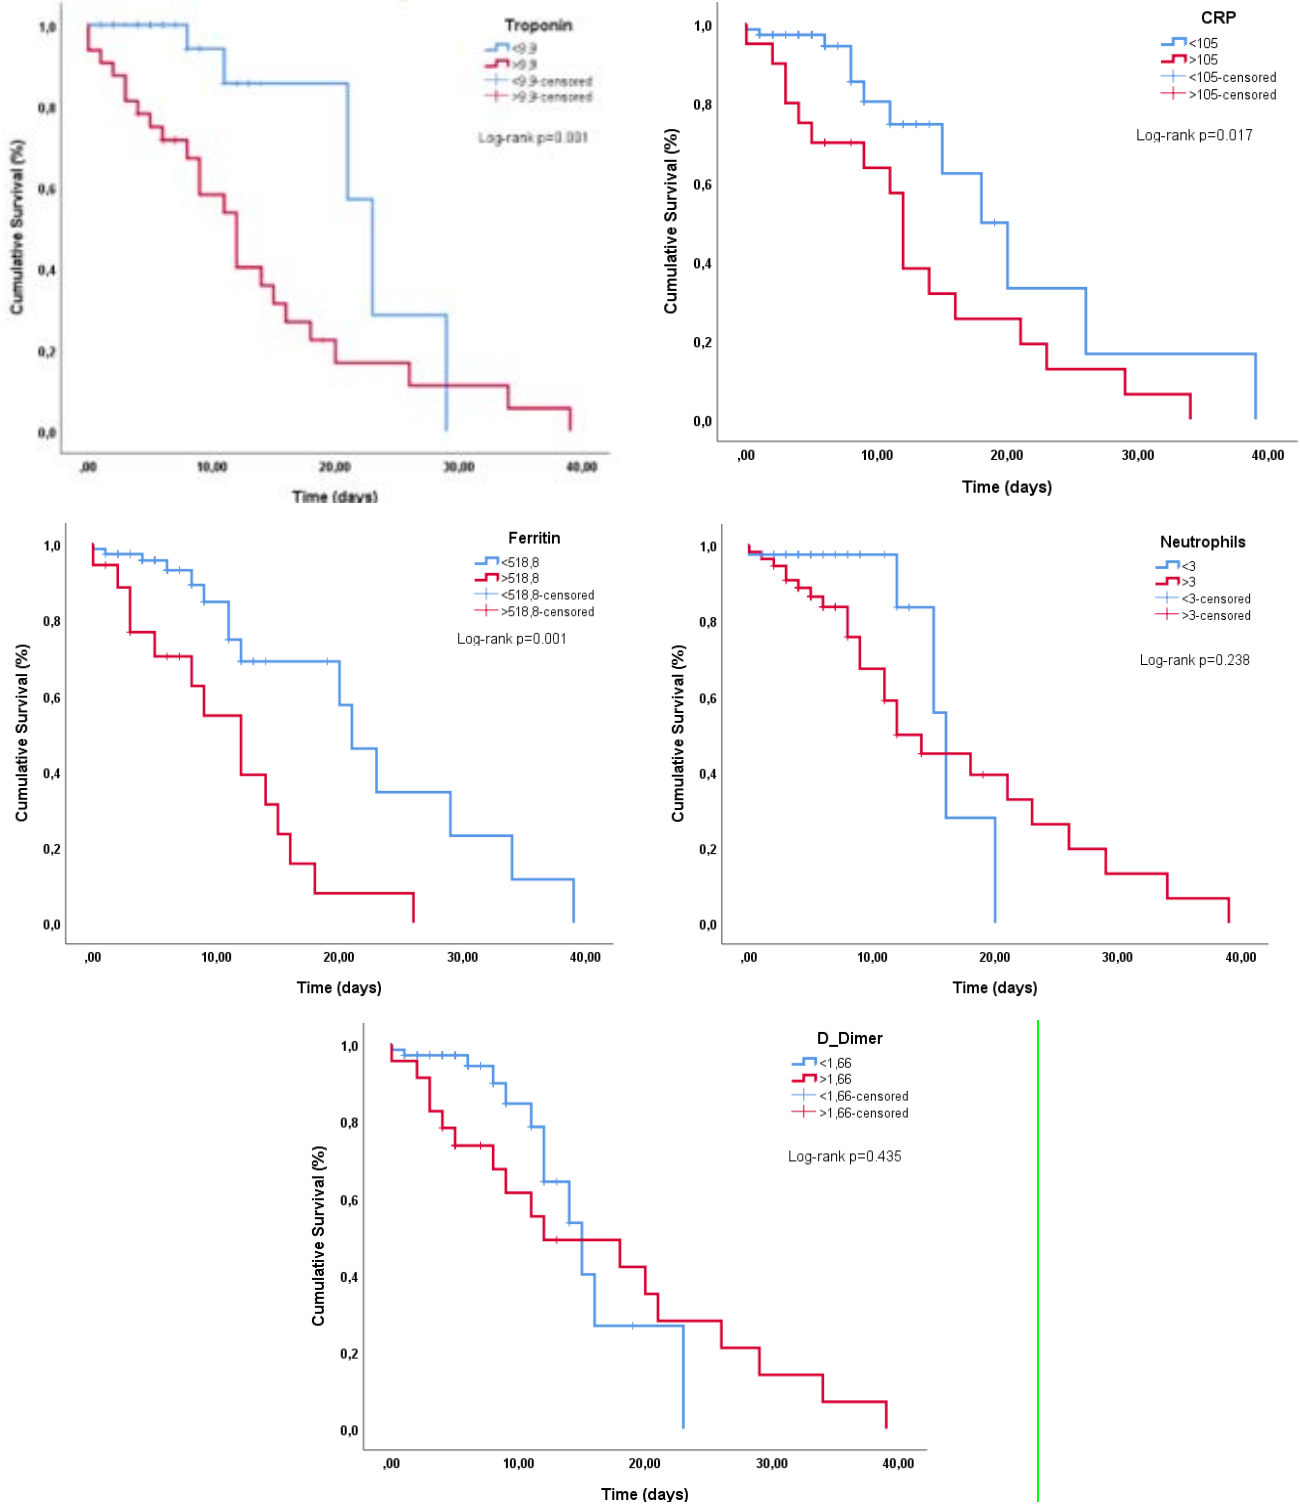 Troponin
<9,9
>9,9
<9,9-censored
>9,9-censored
Log-rank p=0.001
Cumulative Survival (%)
1,0
0,8
0,6
0,4
0,2
0,0
,00 10,00 20,00 30,00 40,00
Time (days)
CRP
<105
>105
<105-censored
>105-censored
Log-rank p=0.017
Cumulative Survival (%)
1,0
0,8
0,6
0,4
0,2
0,0
,00 10,00 20,00 30,00 40,00
Time (days)
Ferritin
<518,8
>518,8
<518,8-censored
>518,8-censored
Log-rank p=0.001
Cumulative Survival (%)
1,0
0,8
0,6
0,4
0,2
0,0
,00 10,00 20,00 30,00 40,00
Time (days)
Neutrophils
<3
>3
<3-censored
>3-censored
Log-rank p=0.238
Cumulative Survival (%)
1,0
0,8
0,6
0,4
0,2
0,0
,00 10,00 20,00 30,00 40,00
Time (days)
D_Dimer
<1,66
>1,66
<1,66-censored
>1,66-censored
Log-rank p=0.435
Cumulative Survival (%)
1,0
0,8
0,6
0,4
0,2
0,0
,00 10,00 20,00 30,00 40,00
Time (days)